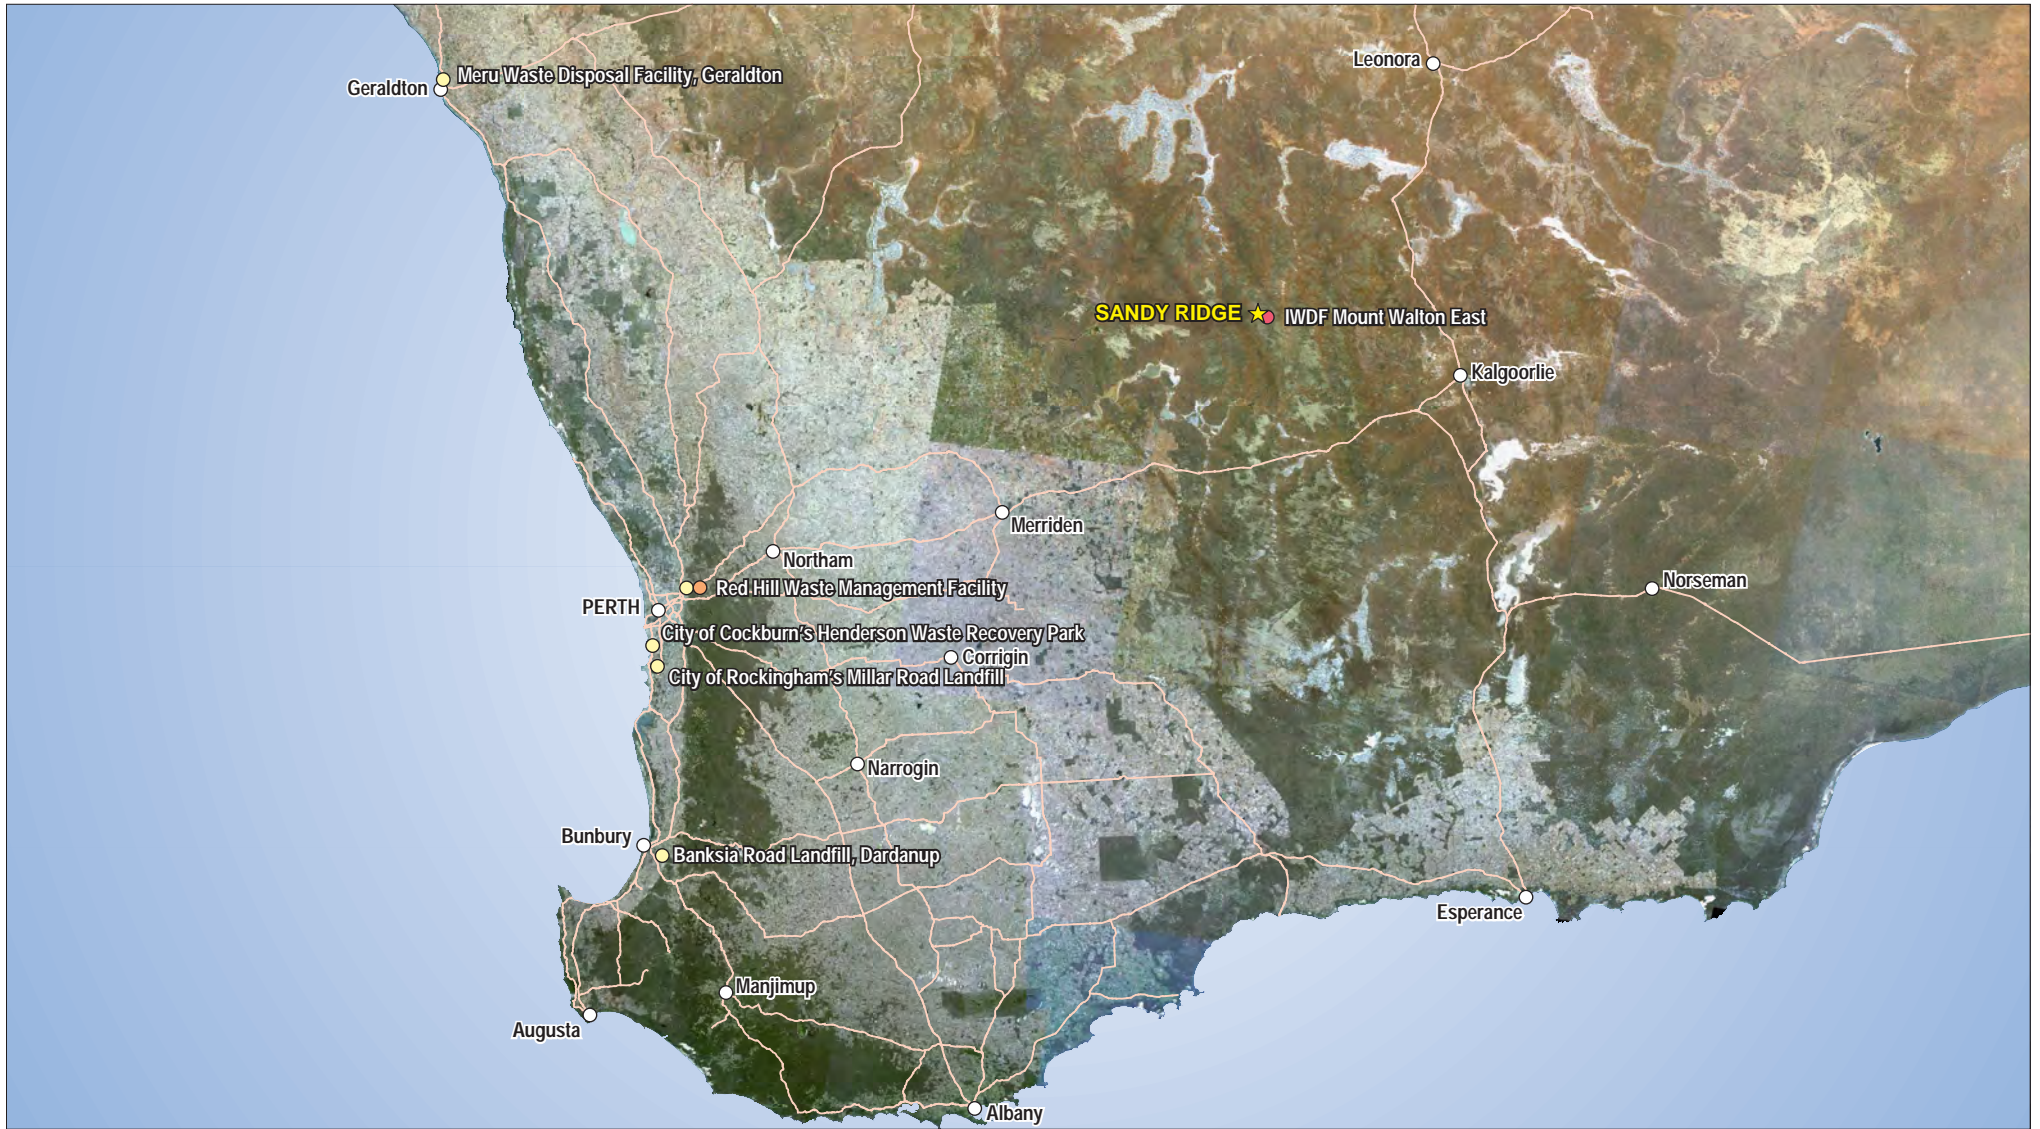 Leonora
Meru Waste Disposal Facility, Geraldton
Geraldton
SANDY RIDGE
IWDF Mount Walton East
Kalgoorlie
Merriden
Northam
Norseman
Red Hill Waste Management Facility
PERTH
City of Cockburn's Henderson Waste Recovery Park
Corrigin
City of Rockingham's Millar Road Landfill
Narrogin
Bunbury
Banksia Road Landfill, Dardanup
Esperance
Manjimup
Augusta
Albany